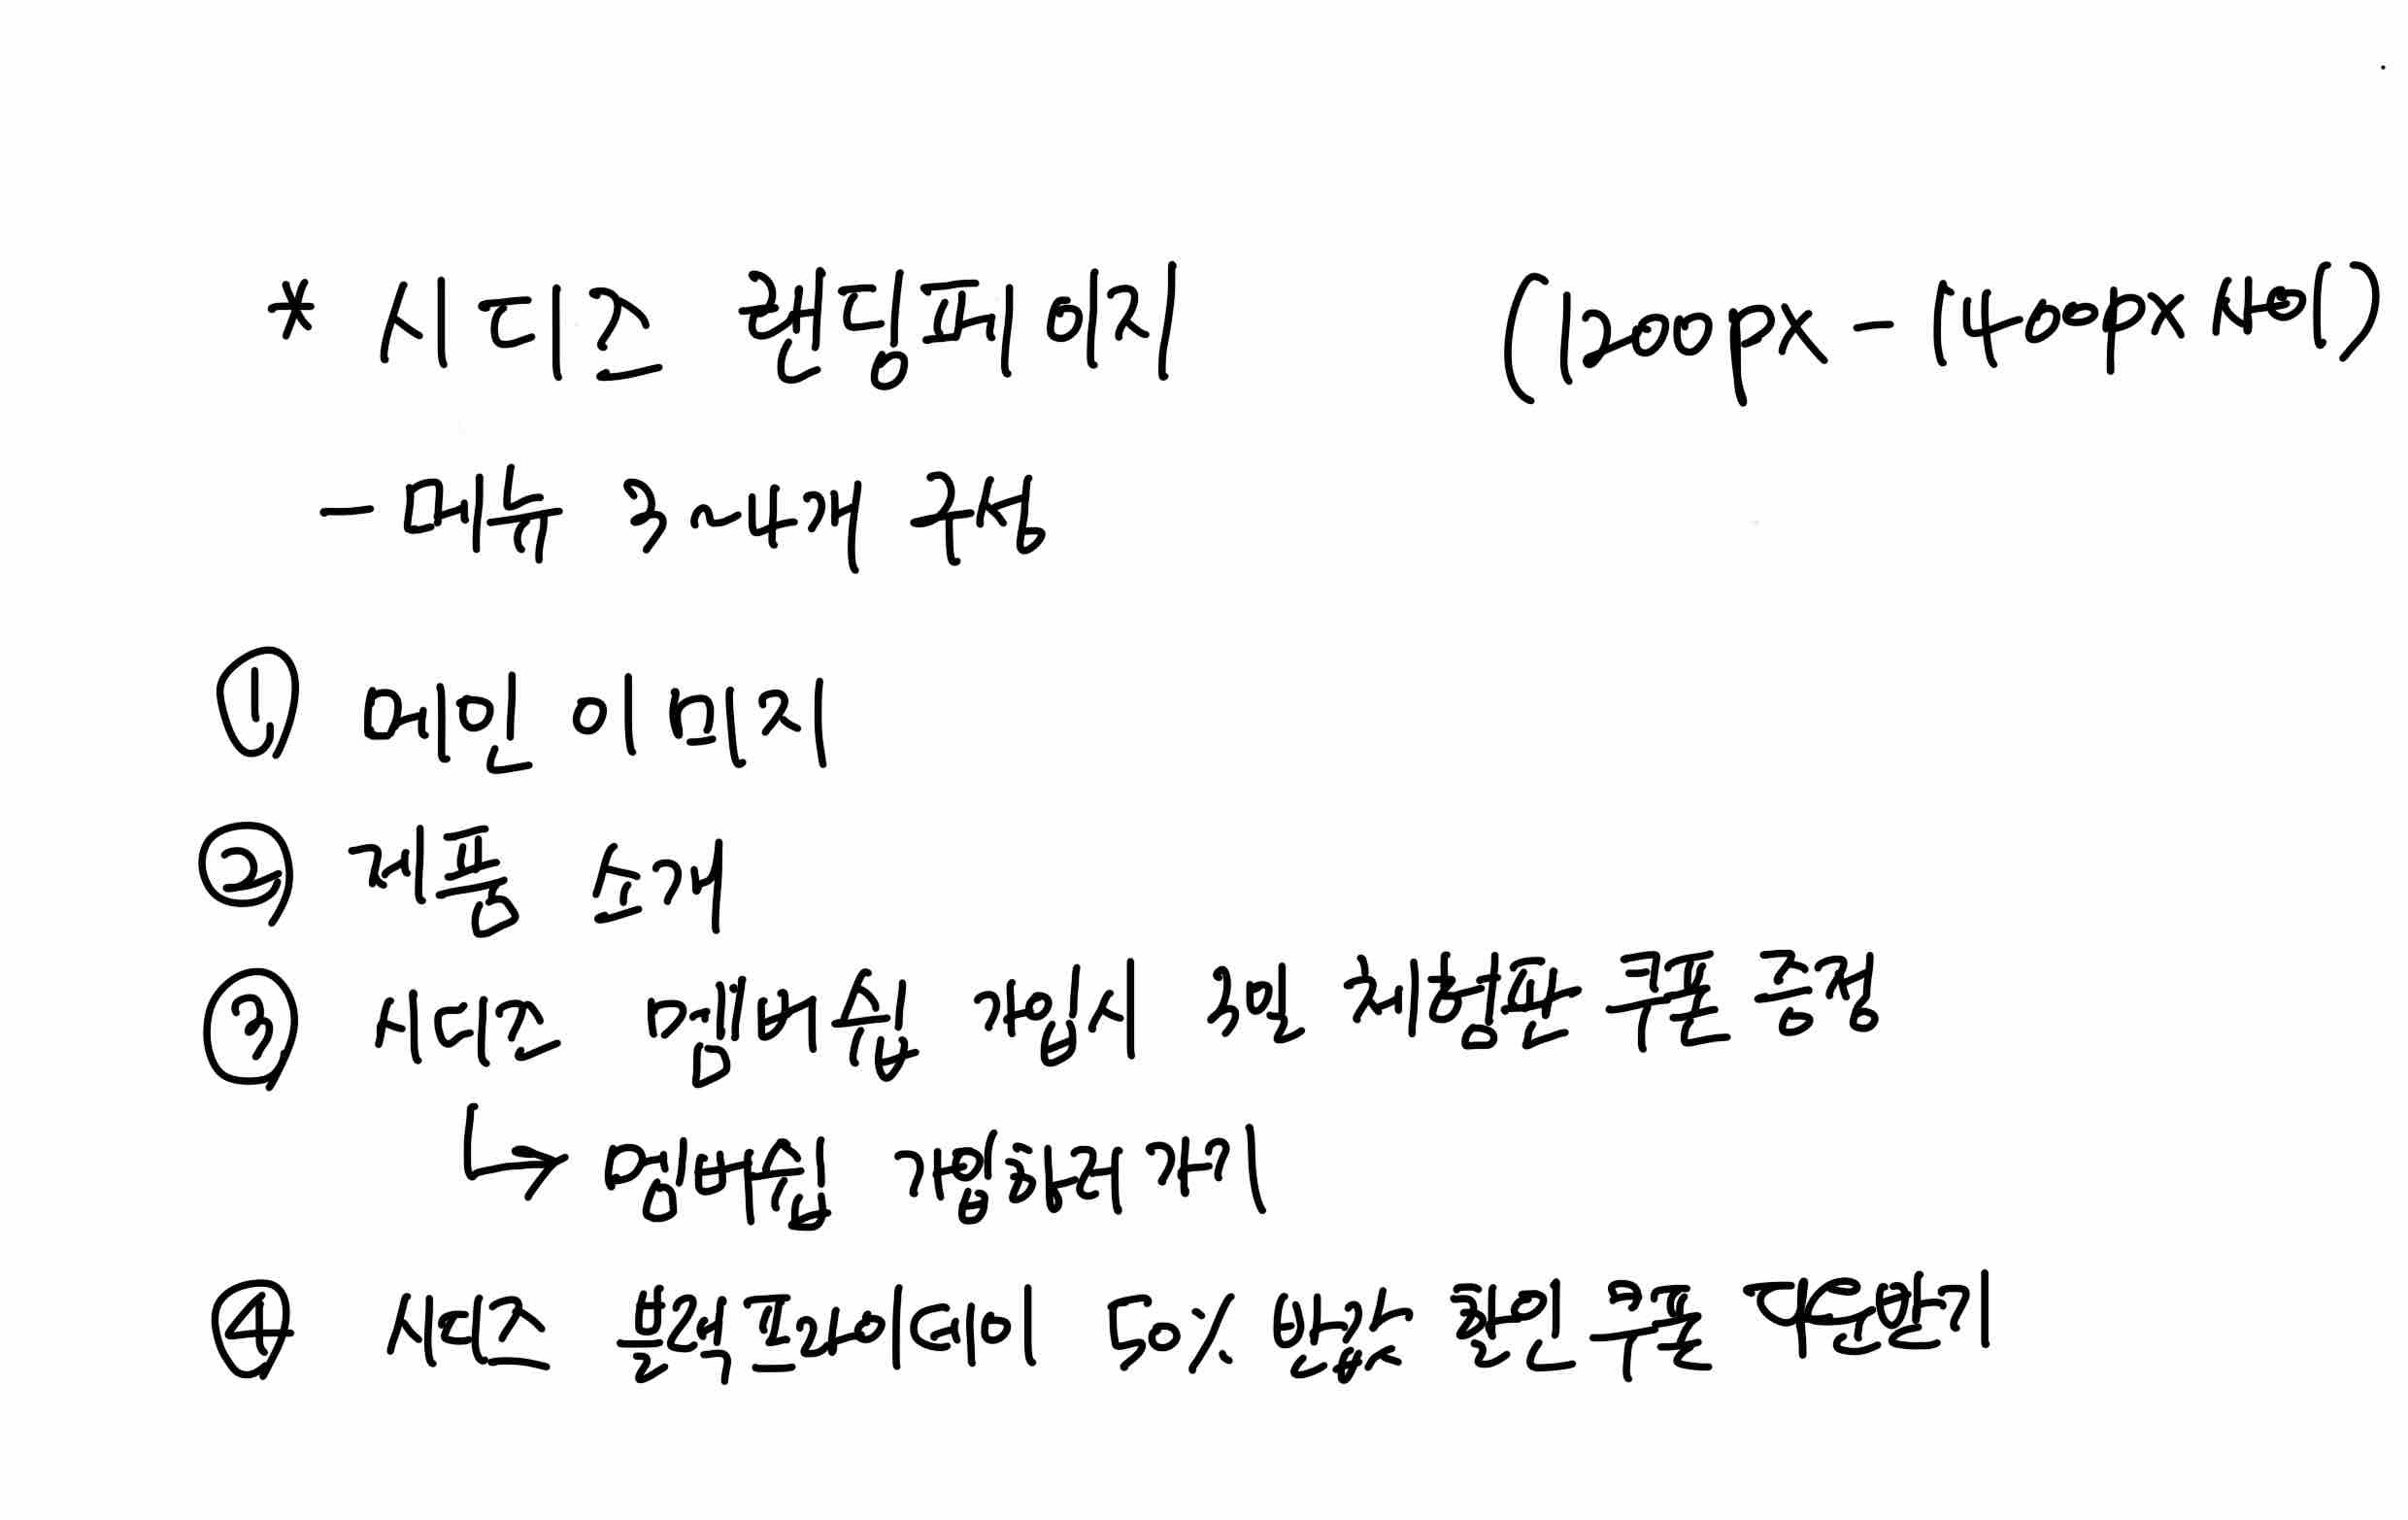 * 시디즈 랜딩페이지 (1200px - 1400px 사이)
- 메뉴 3~4개 구성
① 메인 이미지
② 제품 소개
③ 시디즈 멤버쉽 가입시 3일 체험판 쿠폰 증정
↳ 멤버쉽 가입하러 가기
④ 시디즈 블랙프라이데이 50% 반값 할인 쿠폰 다운받기